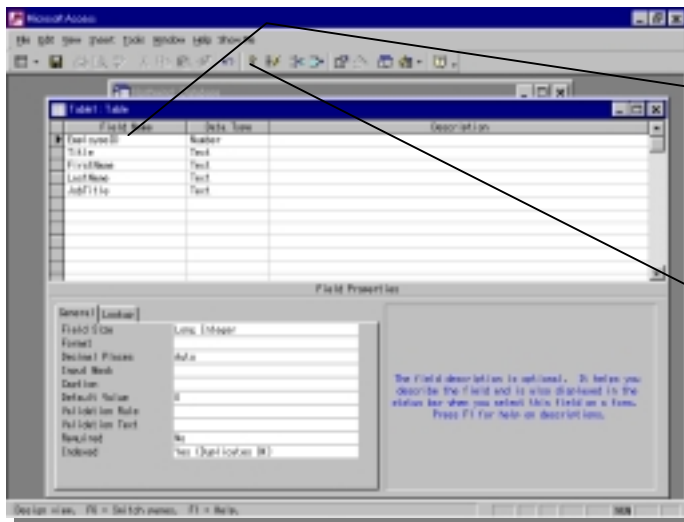 Microsoft Access
File Edit View Insert Tools Window Help
Table1 : Table
Field Name Data Type Description
EmployeeID Number
Title Text
FirstName Text
LastName Text
JobTitle Text
Field Properties
General Lookup
Field Size Long Integer
Format
Decimal Places Auto
Input Mask
Caption
Default Value 0
Validation Rule
Validation Text
Required No
Indexed Yes (Duplicates OK)
The field description is optional. It helps you
describe the field and is also displayed in the
status bar when you select this field on a form.
Press F1 for help on descriptions.
Design view. F6 = Switch panes. F1 = Help. NUM